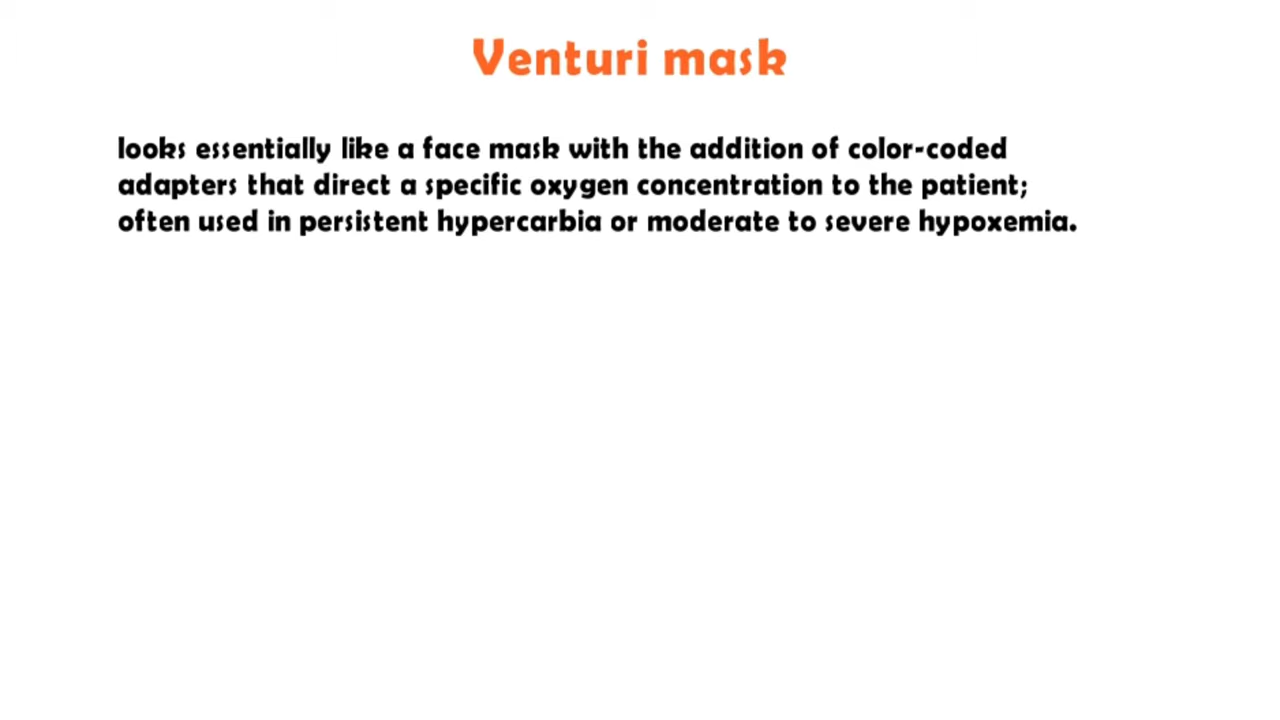 Venturi mask
looks essentially like a face mask with the addition of color-coded
adapters that direct a specific oxygen concentration to the patient;
often used in persistent hypercarbia or moderate to severe hypoxemia.